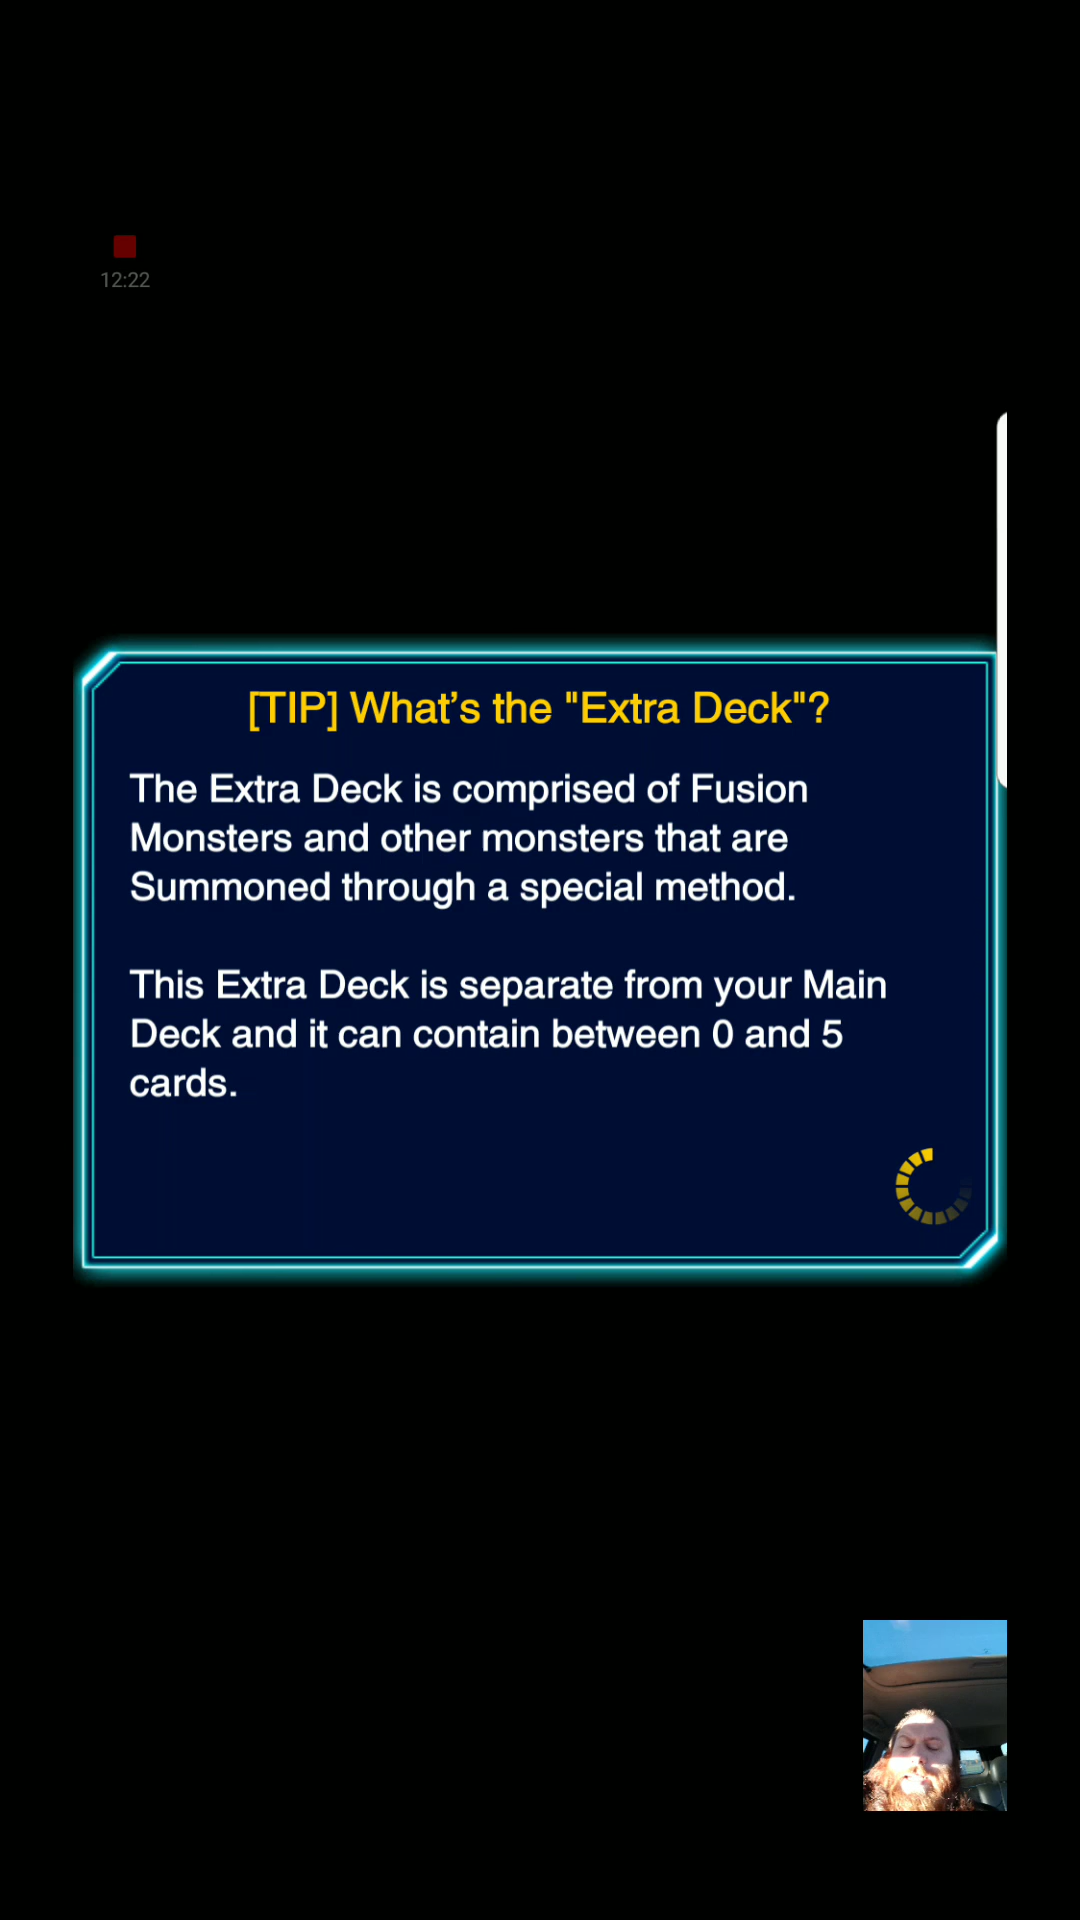 12:22
[TIP] What’s the "Extra Deck"?
The Extra Deck is comprised of Fusion
Monsters and other monsters that are
Summoned through a special method.
This Extra Deck is separate from your Main
Deck and it can contain between 0 and 5
cards.